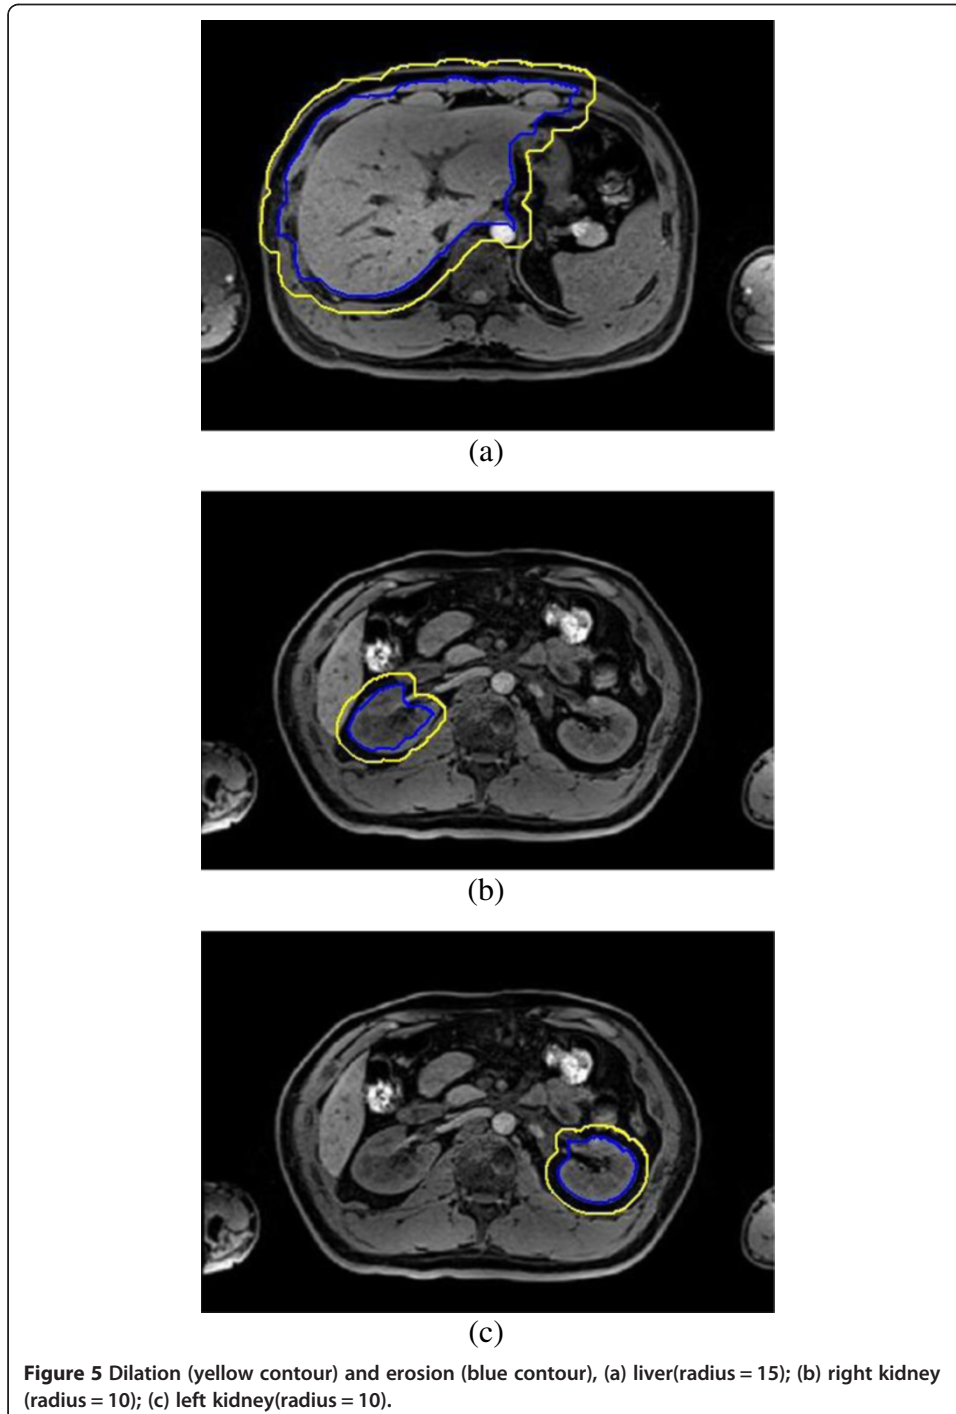 (a)
(b)
(c)
Figure 5 Dilation (yellow contour) and erosion (blue contour), (a) liver(radius = 15); (b) right kidney
(radius = 10); (c) left kidney(radius = 10).